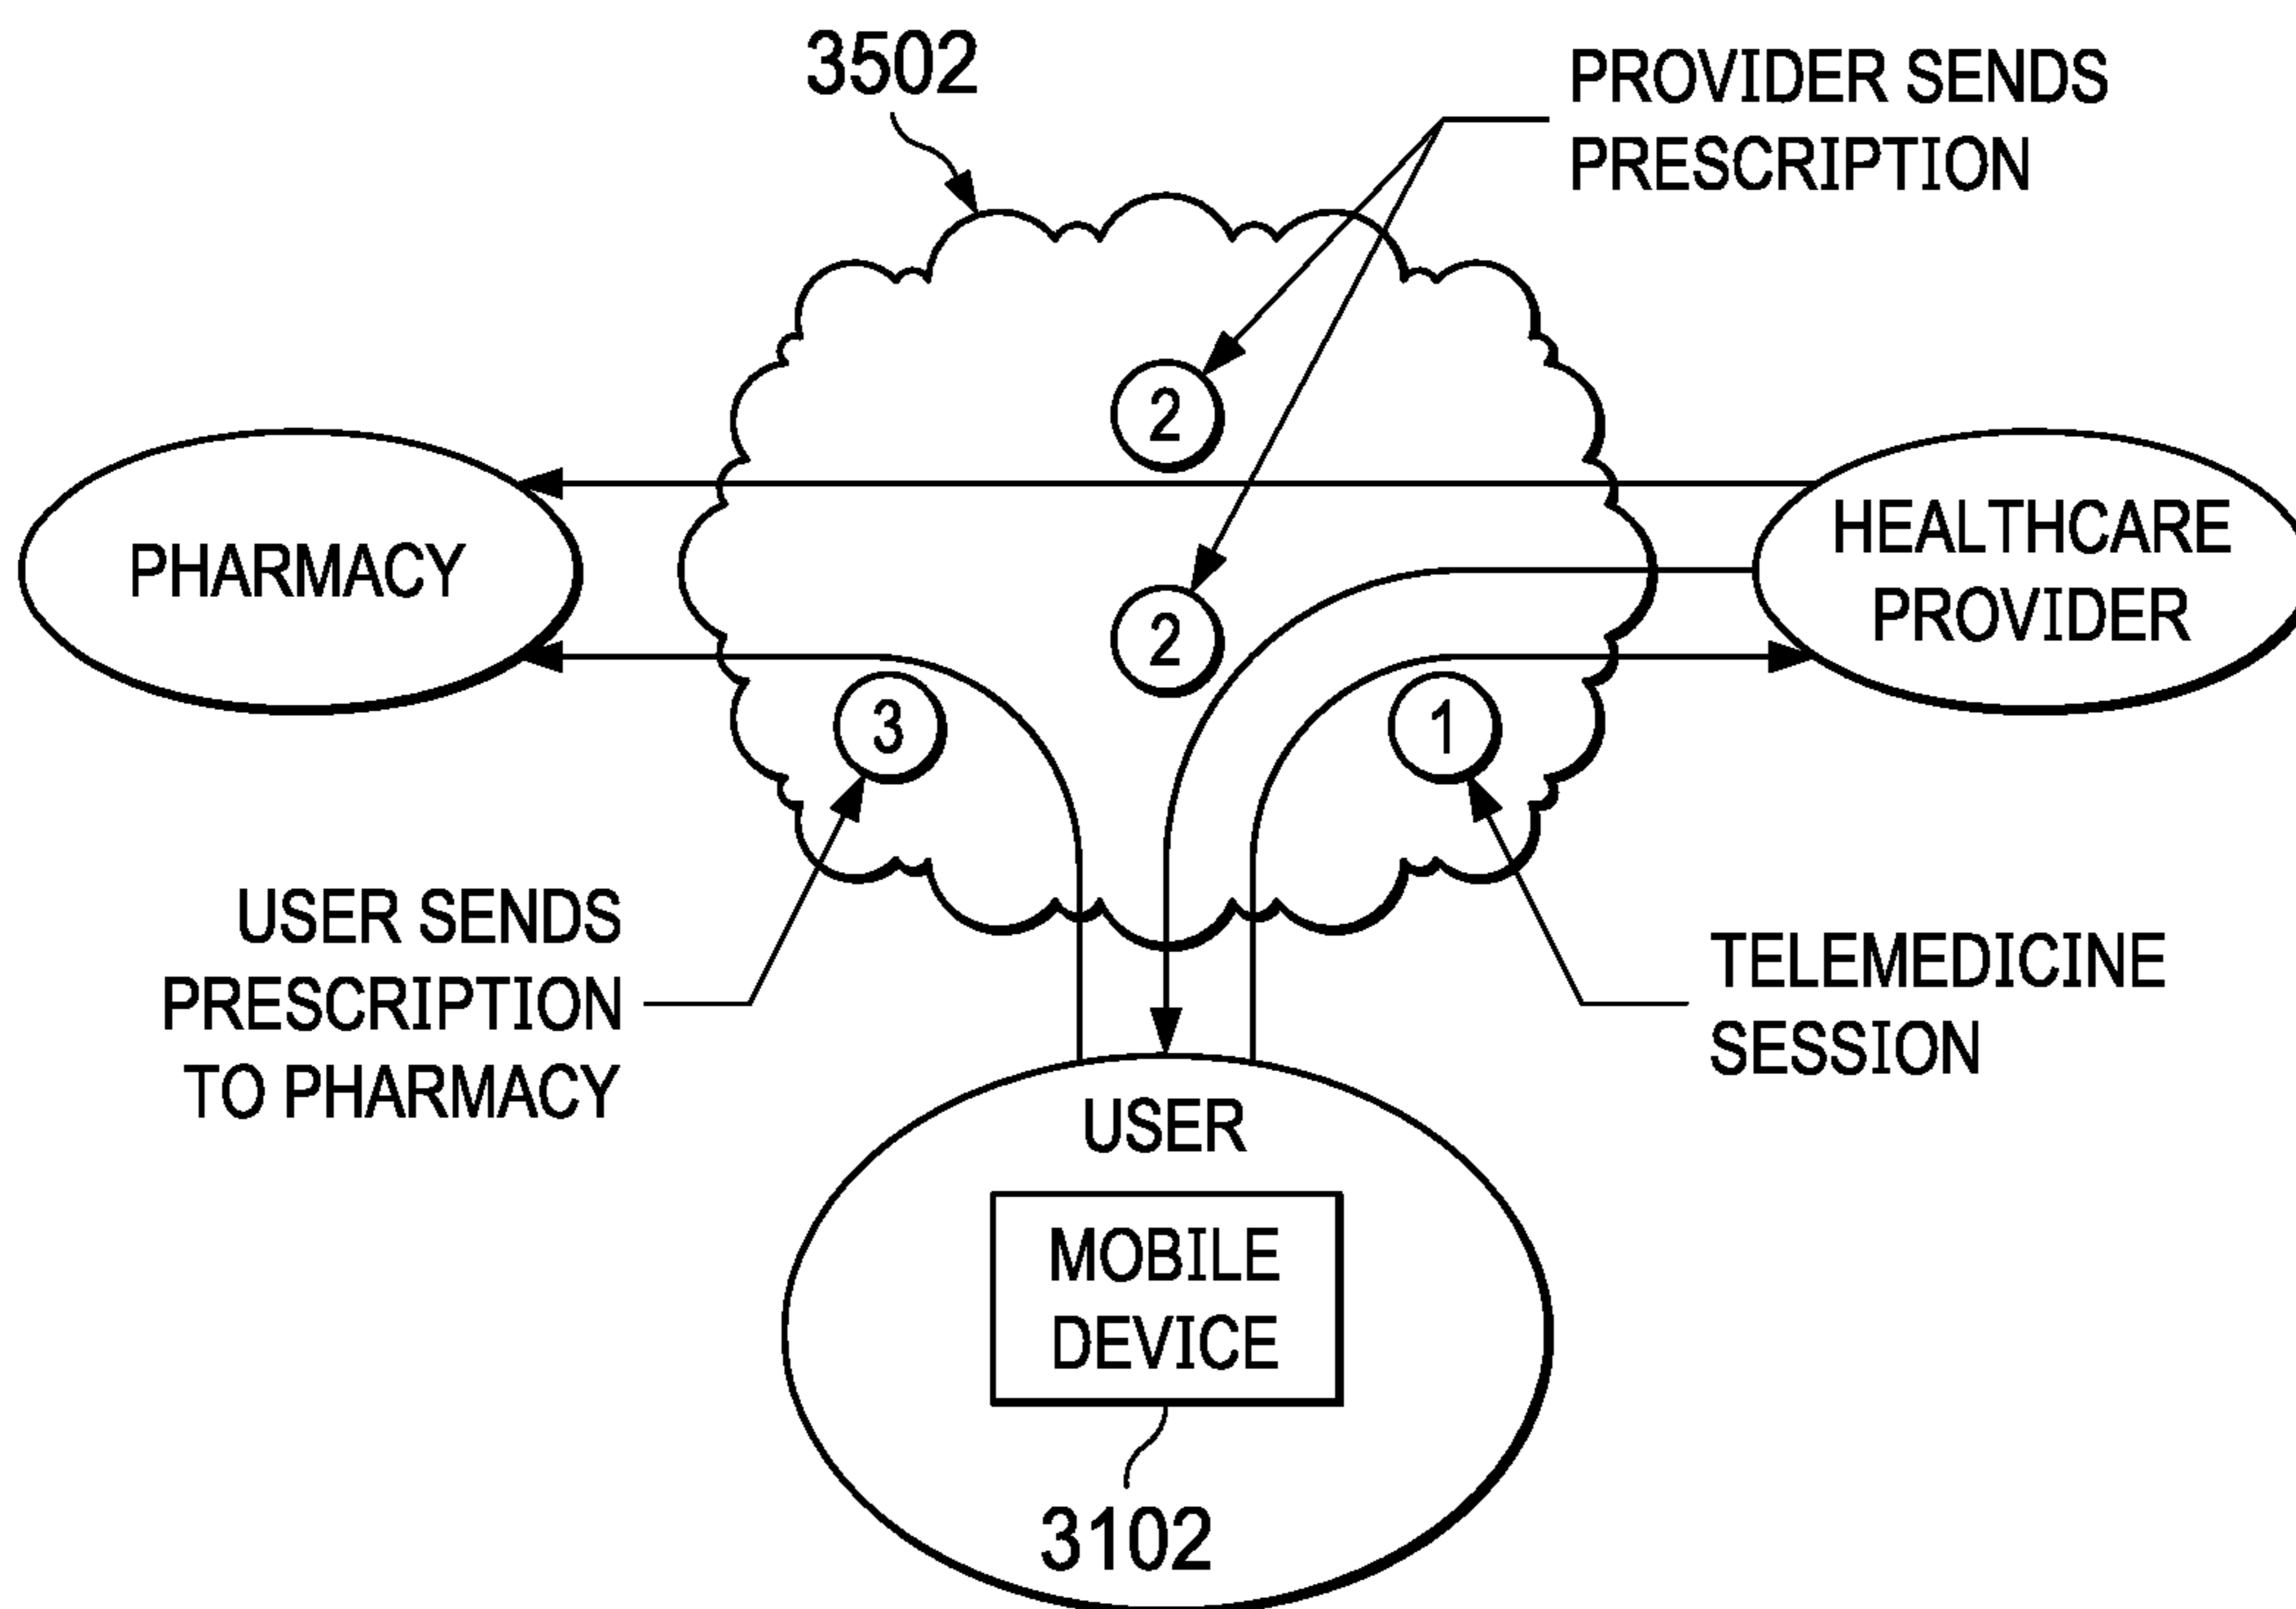 3502
PROVIDER SENDS
PRESCRIPTION
2
PHARMACY
HEALTHCARE
PROVIDER
2
3
1
USER SENDS
PRESCRIPTION
TO PHARMACY
TELEMEDICINE
SESSION
USER
MOBILE
DEVICE
3102